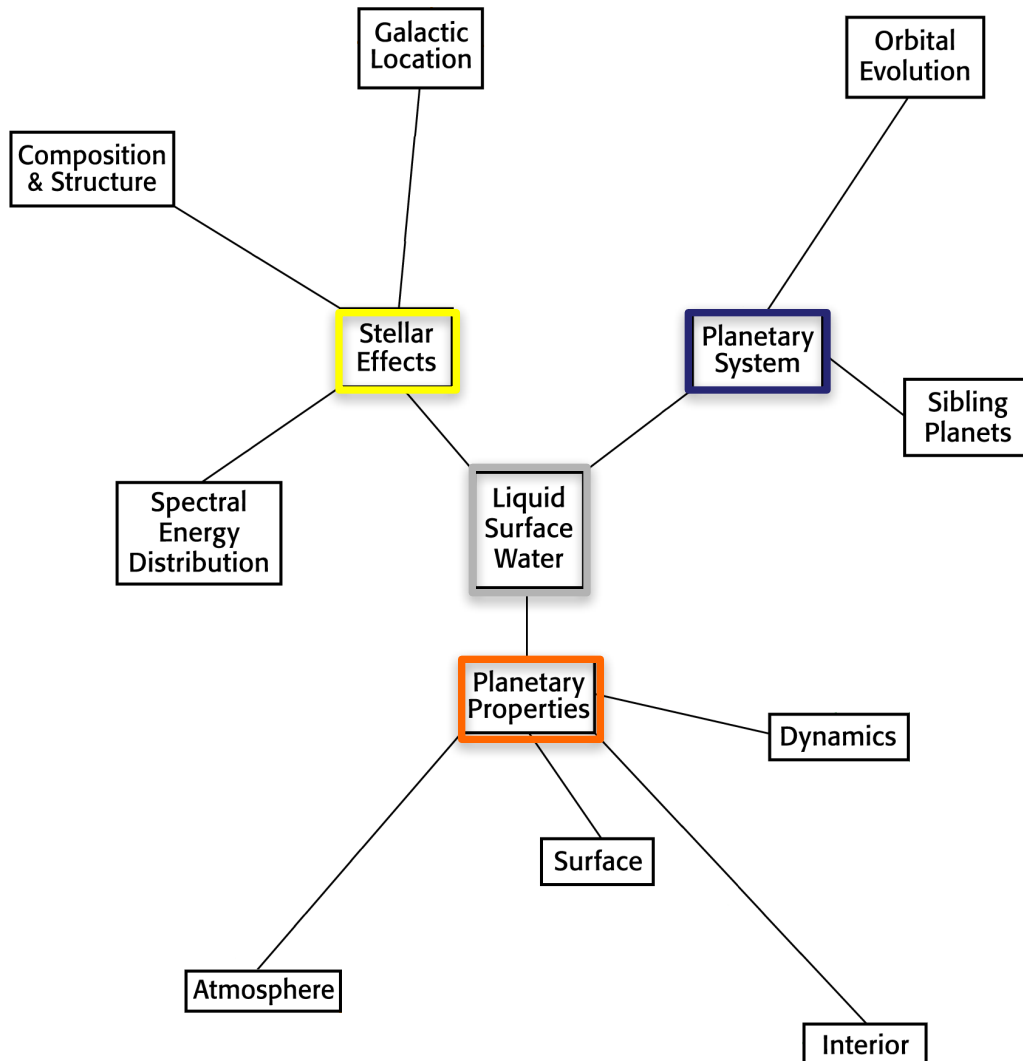 Galactic
Location
Orbital
Evolution
Composition
& Structure
Stellar
Effects
Planetary
System
Sibling
Planets
Spectral
Energy
Distribution
Liquid
Surface
Water
Planetary
Properties
Dynamics
Surface
Atmosphere
Interior